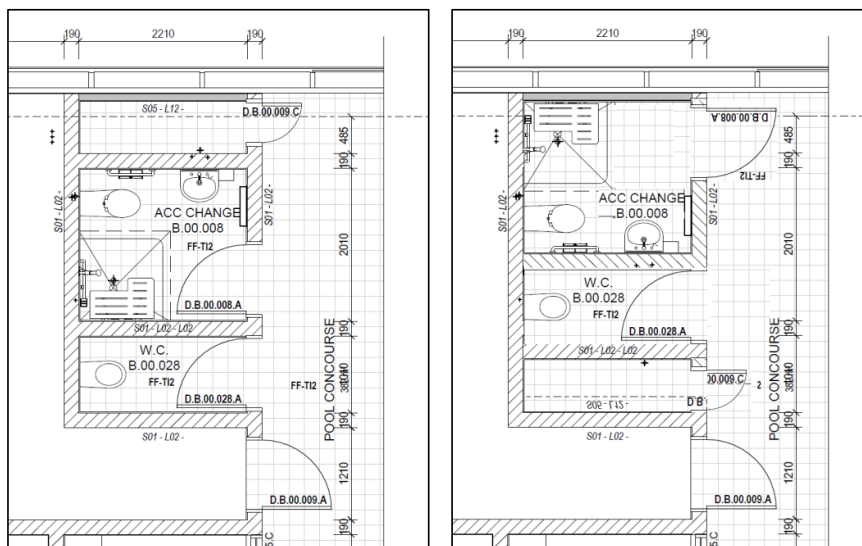 190 2210 190
S05 - L12 -
D.B.00.009.C
485
190
ACC CHANGE
B.00.008
FF-TI2
S01 - L02 -
S01 - L02 -
2010
D.B.00.008.A
S01 - L02 - L02
190
W.C.
B.00.028
FF-TI2
FF-TI2
POOL CONCOURSE
D.B.00.028.A
190
S01 - L02 -
1210
D.B.00.009.A
190
190 2210 190
D.B.00.008.A
485
190
FF-TI2
S01 - L02 -
S01 - L02 -
ACC CHANGE
B.00.008
2010
W.C.
B.00.028
FF-TI2
D.B.00.028.A
190
S01 - L02 - L02
POOL CONCOURSE
00.009.C
2
D.B.
S05 - L12 -
190
S01 - L02 -
1210
D.B.00.009.A
190